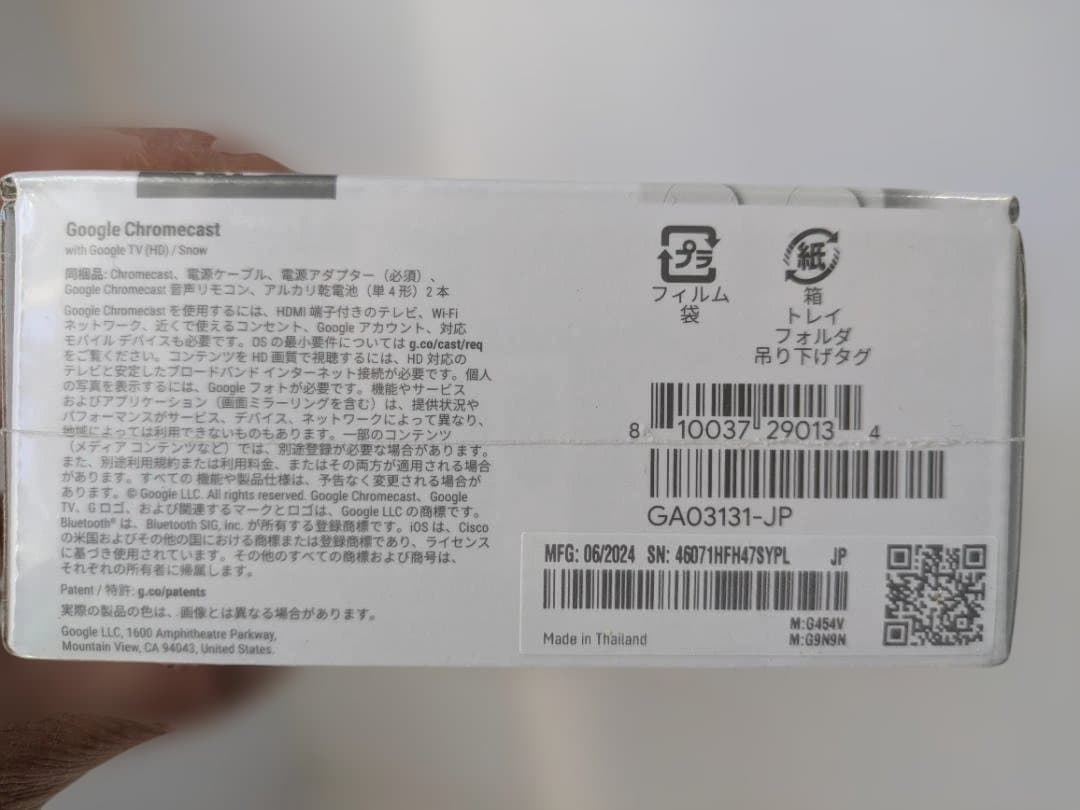 Google Chromecast
with Google TV (HD) / Snow
同梱品: Chromecast、電源ケーブル、電源アダプター（必須）、
Google Chromecast 音声リモコン、アルカリ乾電池（単 4 形）2 本
Google Chromecast を使用するには、HDMI 端子付きのテレビ、Wi-Fi
ネットワーク、近くで使えるコンセント、Google アカウント、対応
モバイル デバイスも必要です。OS の最小要件については g.co/cast/req
をご覧ください。コンテンツを HD 画質で視聴するには、HD 対応の
テレビと安定したブロードバンド インターネット接続が必要です。個人
の写真を表示するには、Google フォトが必要です。機能やサービス
およびアプリケーション（画面ミラーリングを含む）は、提供状況や
パフォーマンスがサービス、デバイス、ネットワークによって異なり、
地域によっては利用できないものもあります。一部のコンテンツ
（メディア コンテンツなど）では、別途登録が必要な場合があります。
また、別途利用規約または利用料金、またはその両方が適用される場合
があります。すべての 機能や製品仕様は、予告なく変更される場合が
あります。© Google LLC. All rights reserved. Google Chromecast、Google
TV、G ロゴ、および関連するマークとロゴは、Google LLC の商標です。
Bluetooth® は、Bluetooth SIG, inc. が所有する登録商標です。iOS は、Cisco
の米国およびその他の国における商標または登録商標であり、ライセンス
に基づき使用されています。その他のすべての商標および商号は、
それぞれの所有者に帰属します。
Patent / 特許: g.co/patents
実際の製品の色は、画像とは異なる場合があります。
Google LLC, 1600 Amphitheatre Parkway,
Mountain View, CA 94043, United States.
プラ
フィルム
袋
紙
箱
トレイ
フォルダ
吊り下げタグ
8 10037 29013 4
GA03131-JP
MFG: 06/2024 SN: 46071HFH47SYPL JP
Made in Thailand
M:G454V
M:G9N9N